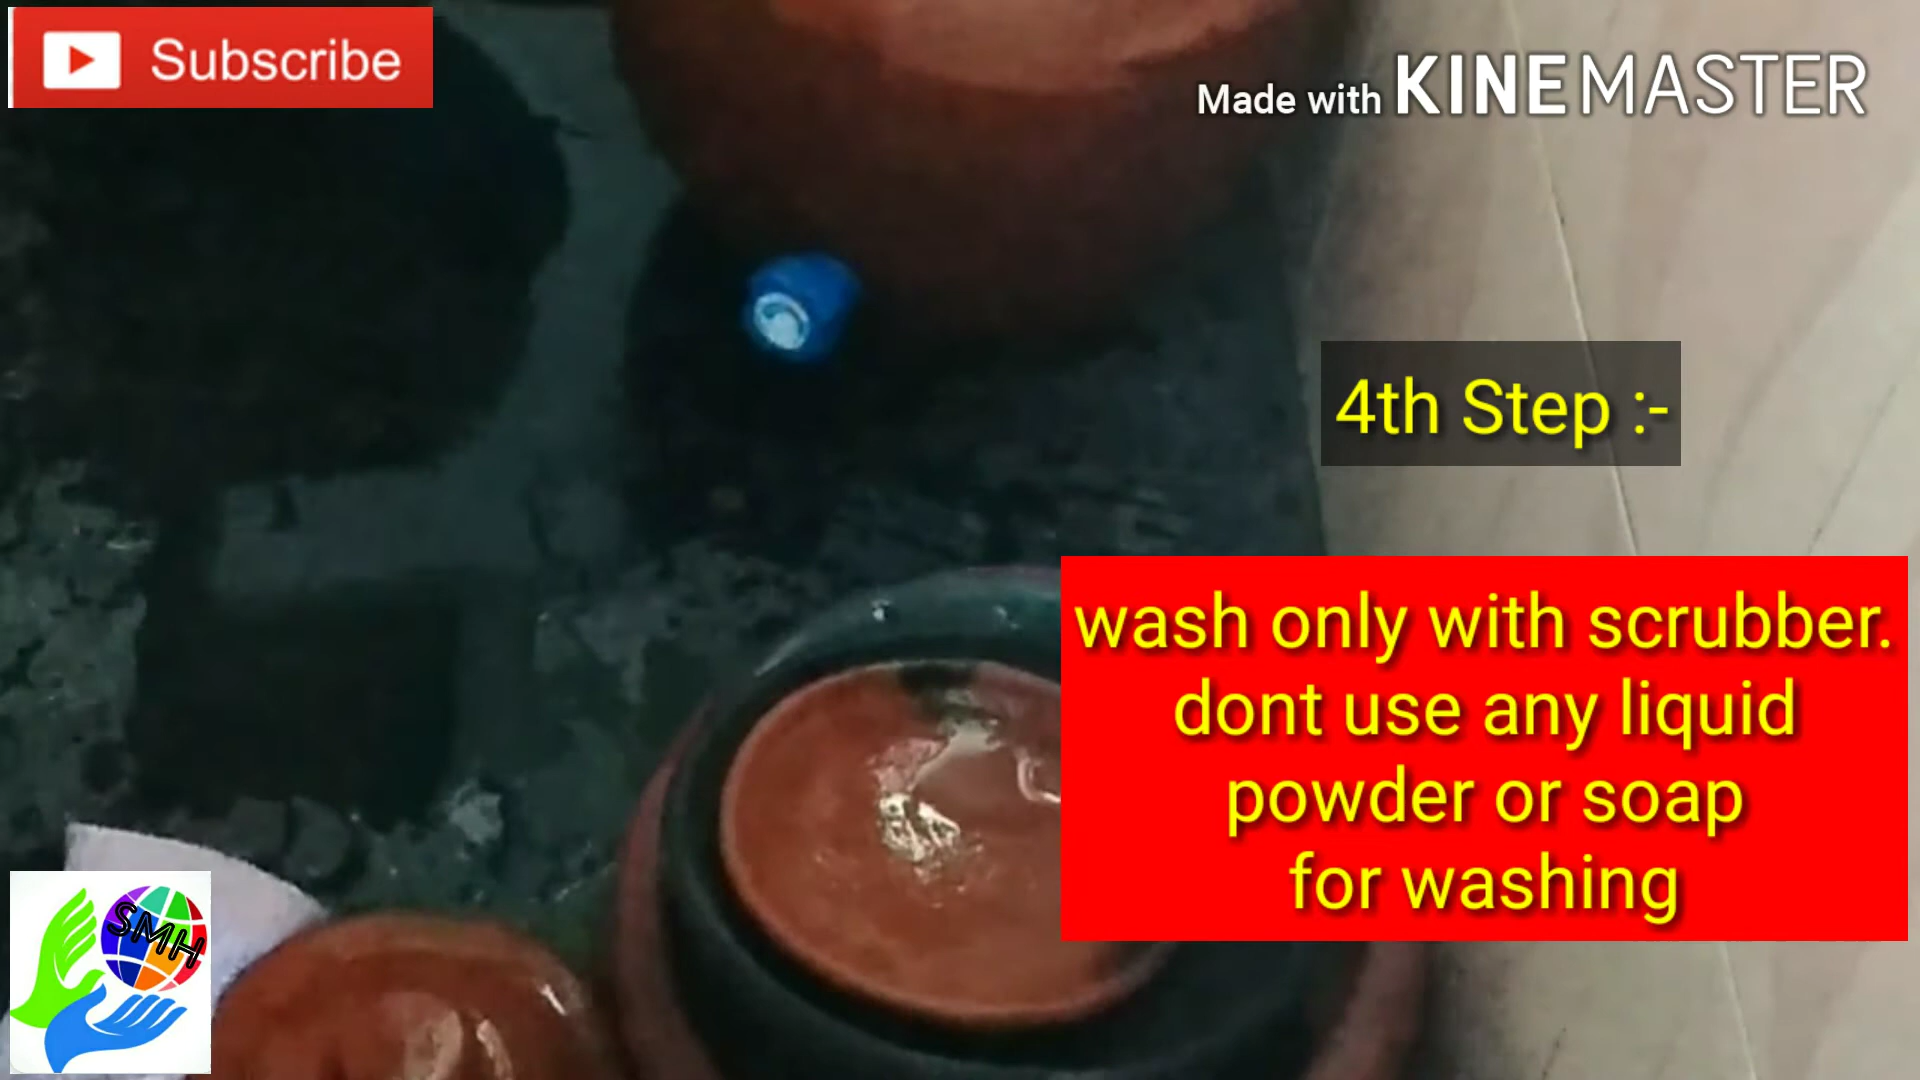 Subscribe
Made with KINEMASTER
4th Step :-
wash only with scrubber.
dont use any liquid
powder or soap
for washing
SMH